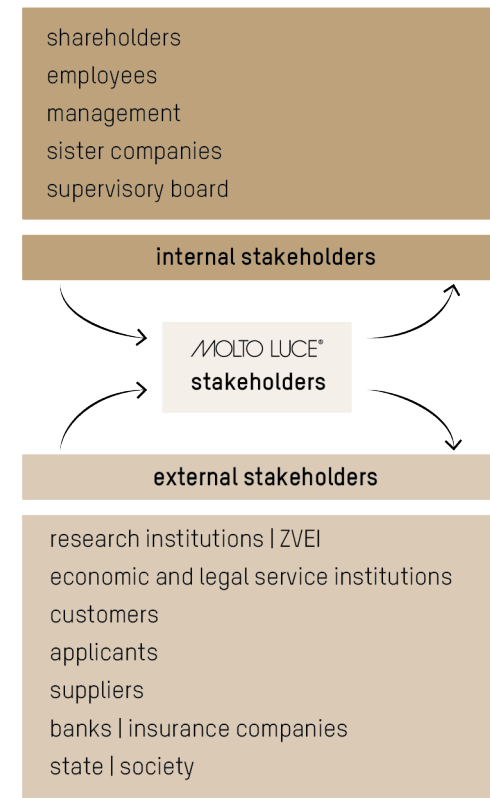 shareholders
employees
management
sister companies
supervisory board
internal stakeholders
MOLTO LUCE®
stakeholders
external stakeholders
research institutions | ZVEI
economic and legal service institutions
customers
applicants
suppliers
banks | insurance companies
state | society